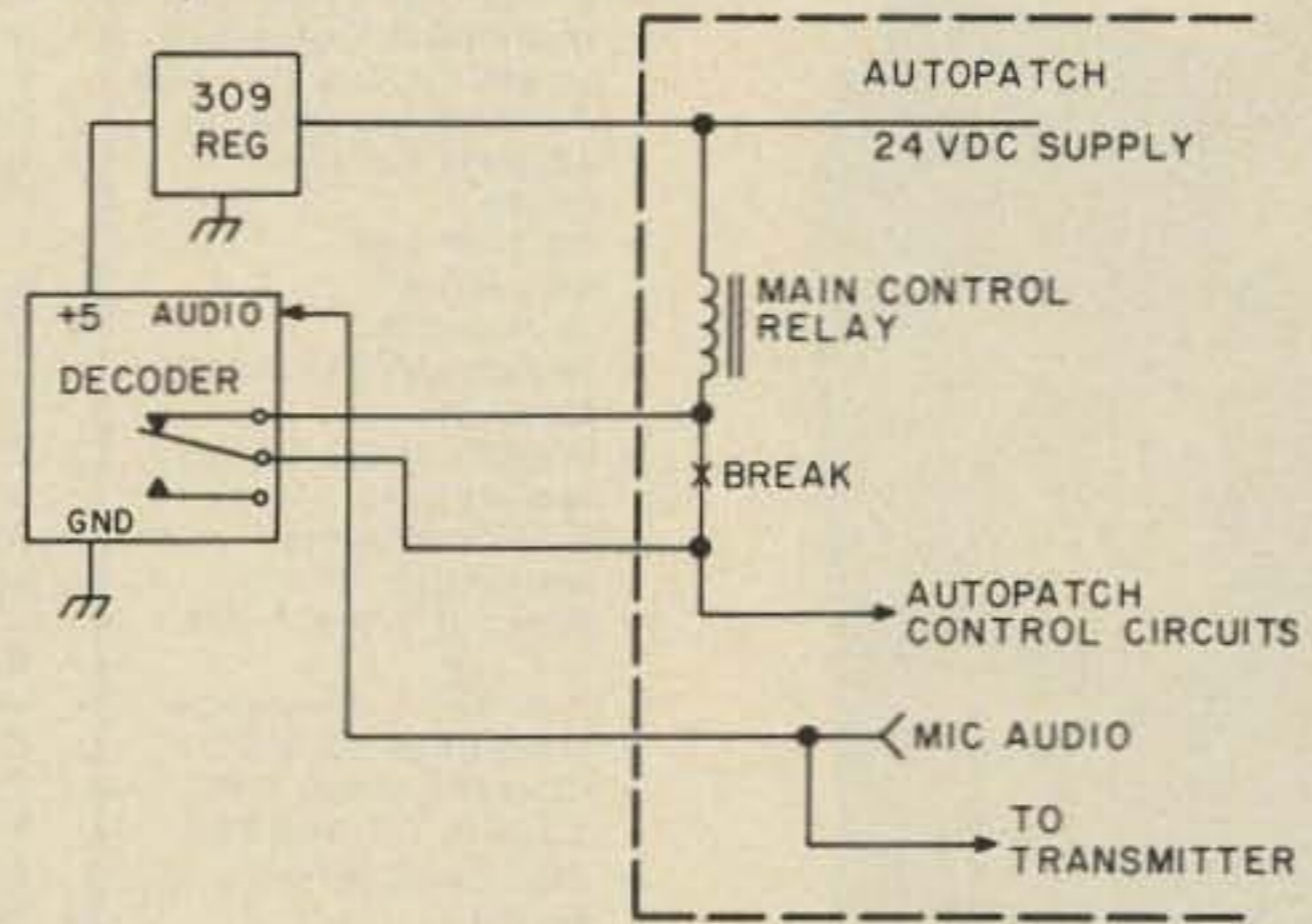 309
REG
AUTOPATCH
24 VDC SUPPLY
+5 AUDIO
DECODER
GND
MAIN CONTROL
RELAY
BREAK
AUTOPATCH
CONTROL CIRCUITS
MIC AUDIO
TO
TRANSMITTER